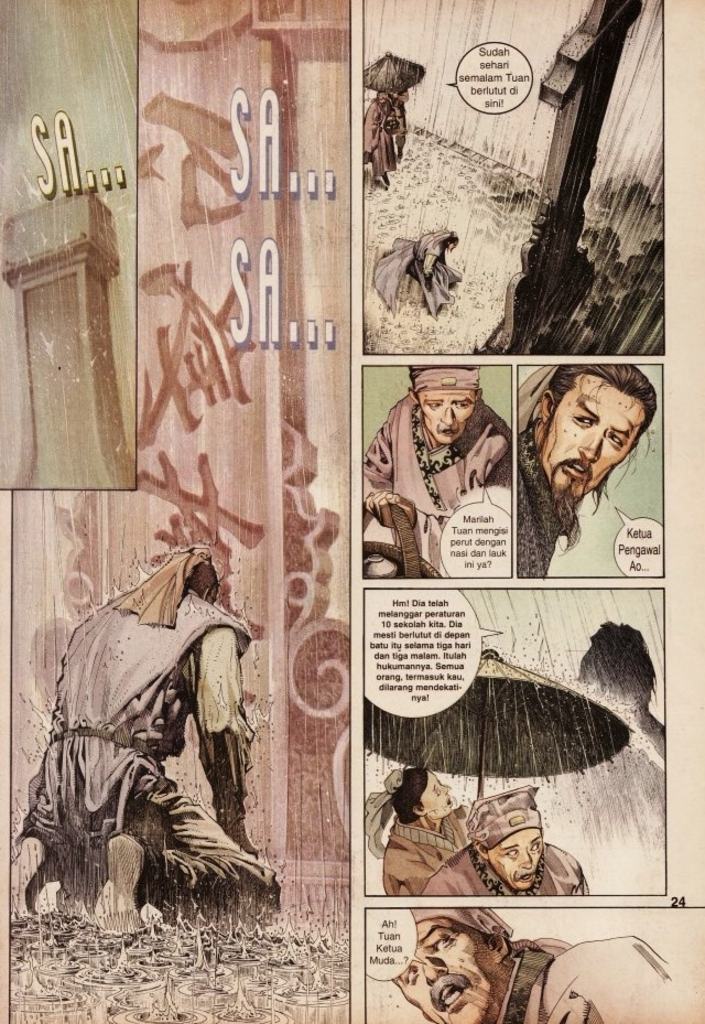 SA...
SA...
SA...
Sudah
sehari
semalam Tuan
berlutut di
sini!
Marilah
Tuan mengisi
perut dengan
nasi dan lauk
ini ya?
Ketua
Pengawal
Ao...
Hm! Dia telah
melanggar peraturan
10 sekolah kita. Dia
mesti berlutut di depan
batu itu selama tiga hari
dan tiga malam. Itulah
hukumannya. Semua
orang, termasuk kau,
dilarang mendekati-
nya!
24
Ah!
Tuan
Ketua
Muda...?